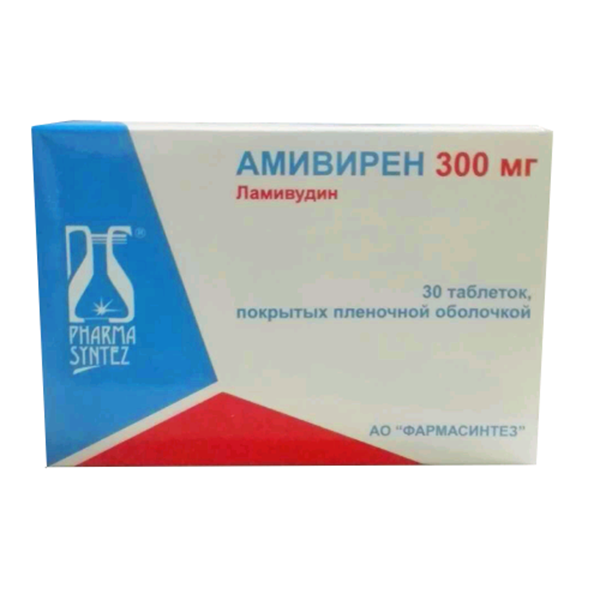 АМИВИРЕН 300 мг
Ламивудин
30 таблеток,
покрытых пленочной оболочкой
®
PHARMA
SYNTEZ
АО "ФАРМАСИНТЕЗ"